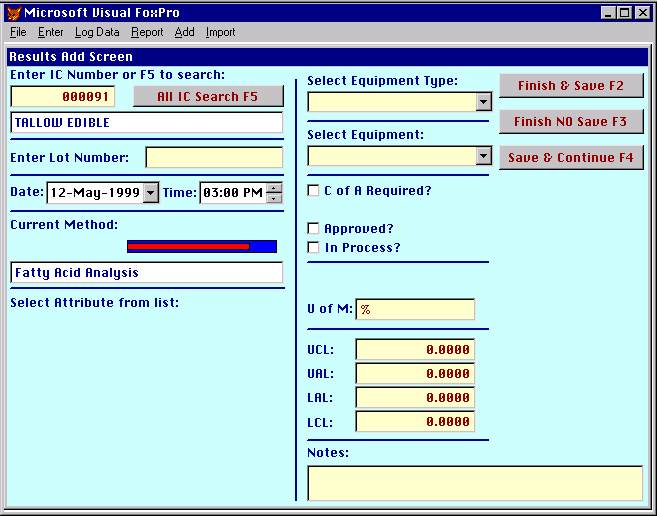 Microsoft Visual FoxPro
File Enter Log Data Report Add Import
Results Add Screen
Enter IC Number or F5 to search:
000091 All IC Search F5
TALLOW EDIBLE
Enter Lot Number:
Date: 12-May-1999 Time: 03:00 PM
Current Method:
Fatty Acid Analysis
Select Attribute from list:
Select Equipment Type:
Select Equipment:
C of A Required?
Approved?
In Process?
U of M: %
UCL: 0.0000
UAL: 0.0000
LAL: 0.0000
LCL: 0.0000
Notes:
Finish & Save F2
Finish NO Save F3
Save & Continue F4